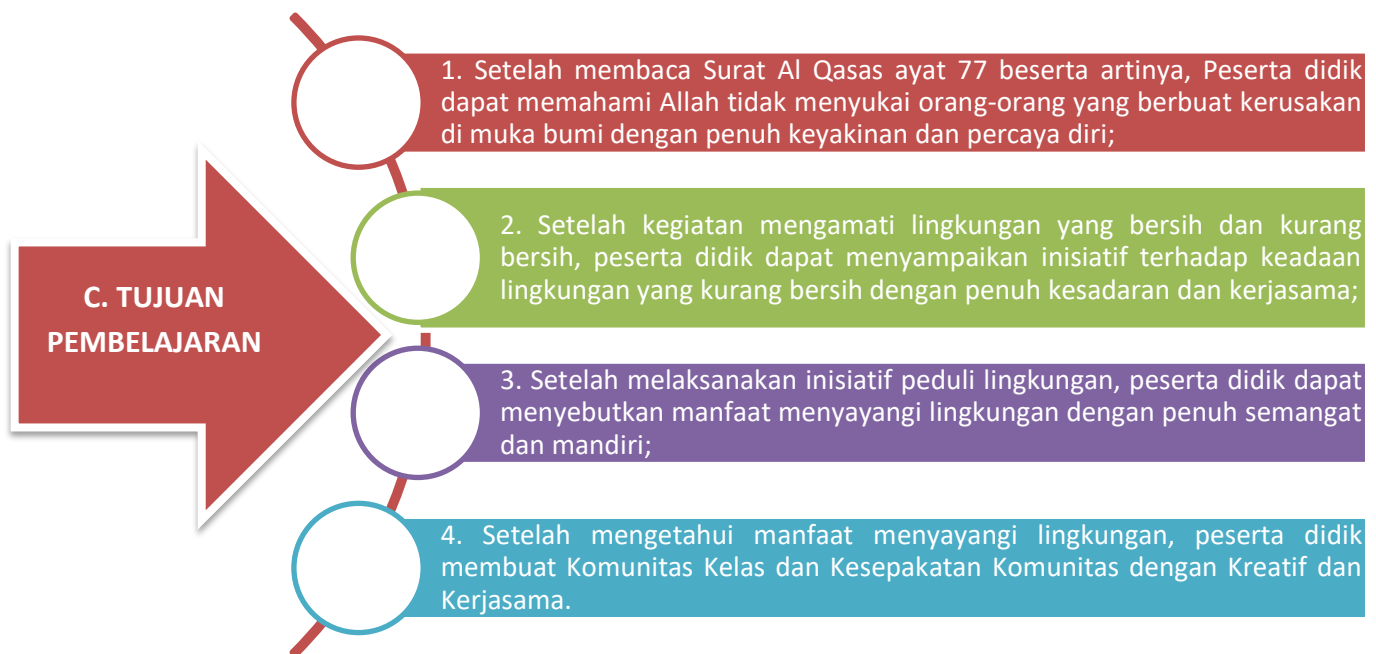 C. TUJUAN
PEMBELAJARAN
1. Setelah membaca Surat Al Qasas ayat 77 beserta artinya, Peserta didik
dapat memahami Allah tidak menyukai orang-orang yang berbuat kerusakan
di muka bumi dengan penuh keyakinan dan percaya diri;
2. Setelah kegiatan mengamati lingkungan yang bersih dan kurang
bersih, peserta didik dapat menyampaikan inisiatif terhadap keadaan
lingkungan yang kurang bersih dengan penuh kesadaran dan kerjasama;
3. Setelah melaksanakan inisiatif peduli lingkungan, peserta didik dapat
menyebutkan manfaat menyayangi lingkungan dengan penuh semangat
dan mandiri;
4. Setelah mengetahui manfaat menyayangi lingkungan, peserta didik
membuat Komunitas Kelas dan Kesepakatan Komunitas dengan Kreatif dan
Kerjasama.